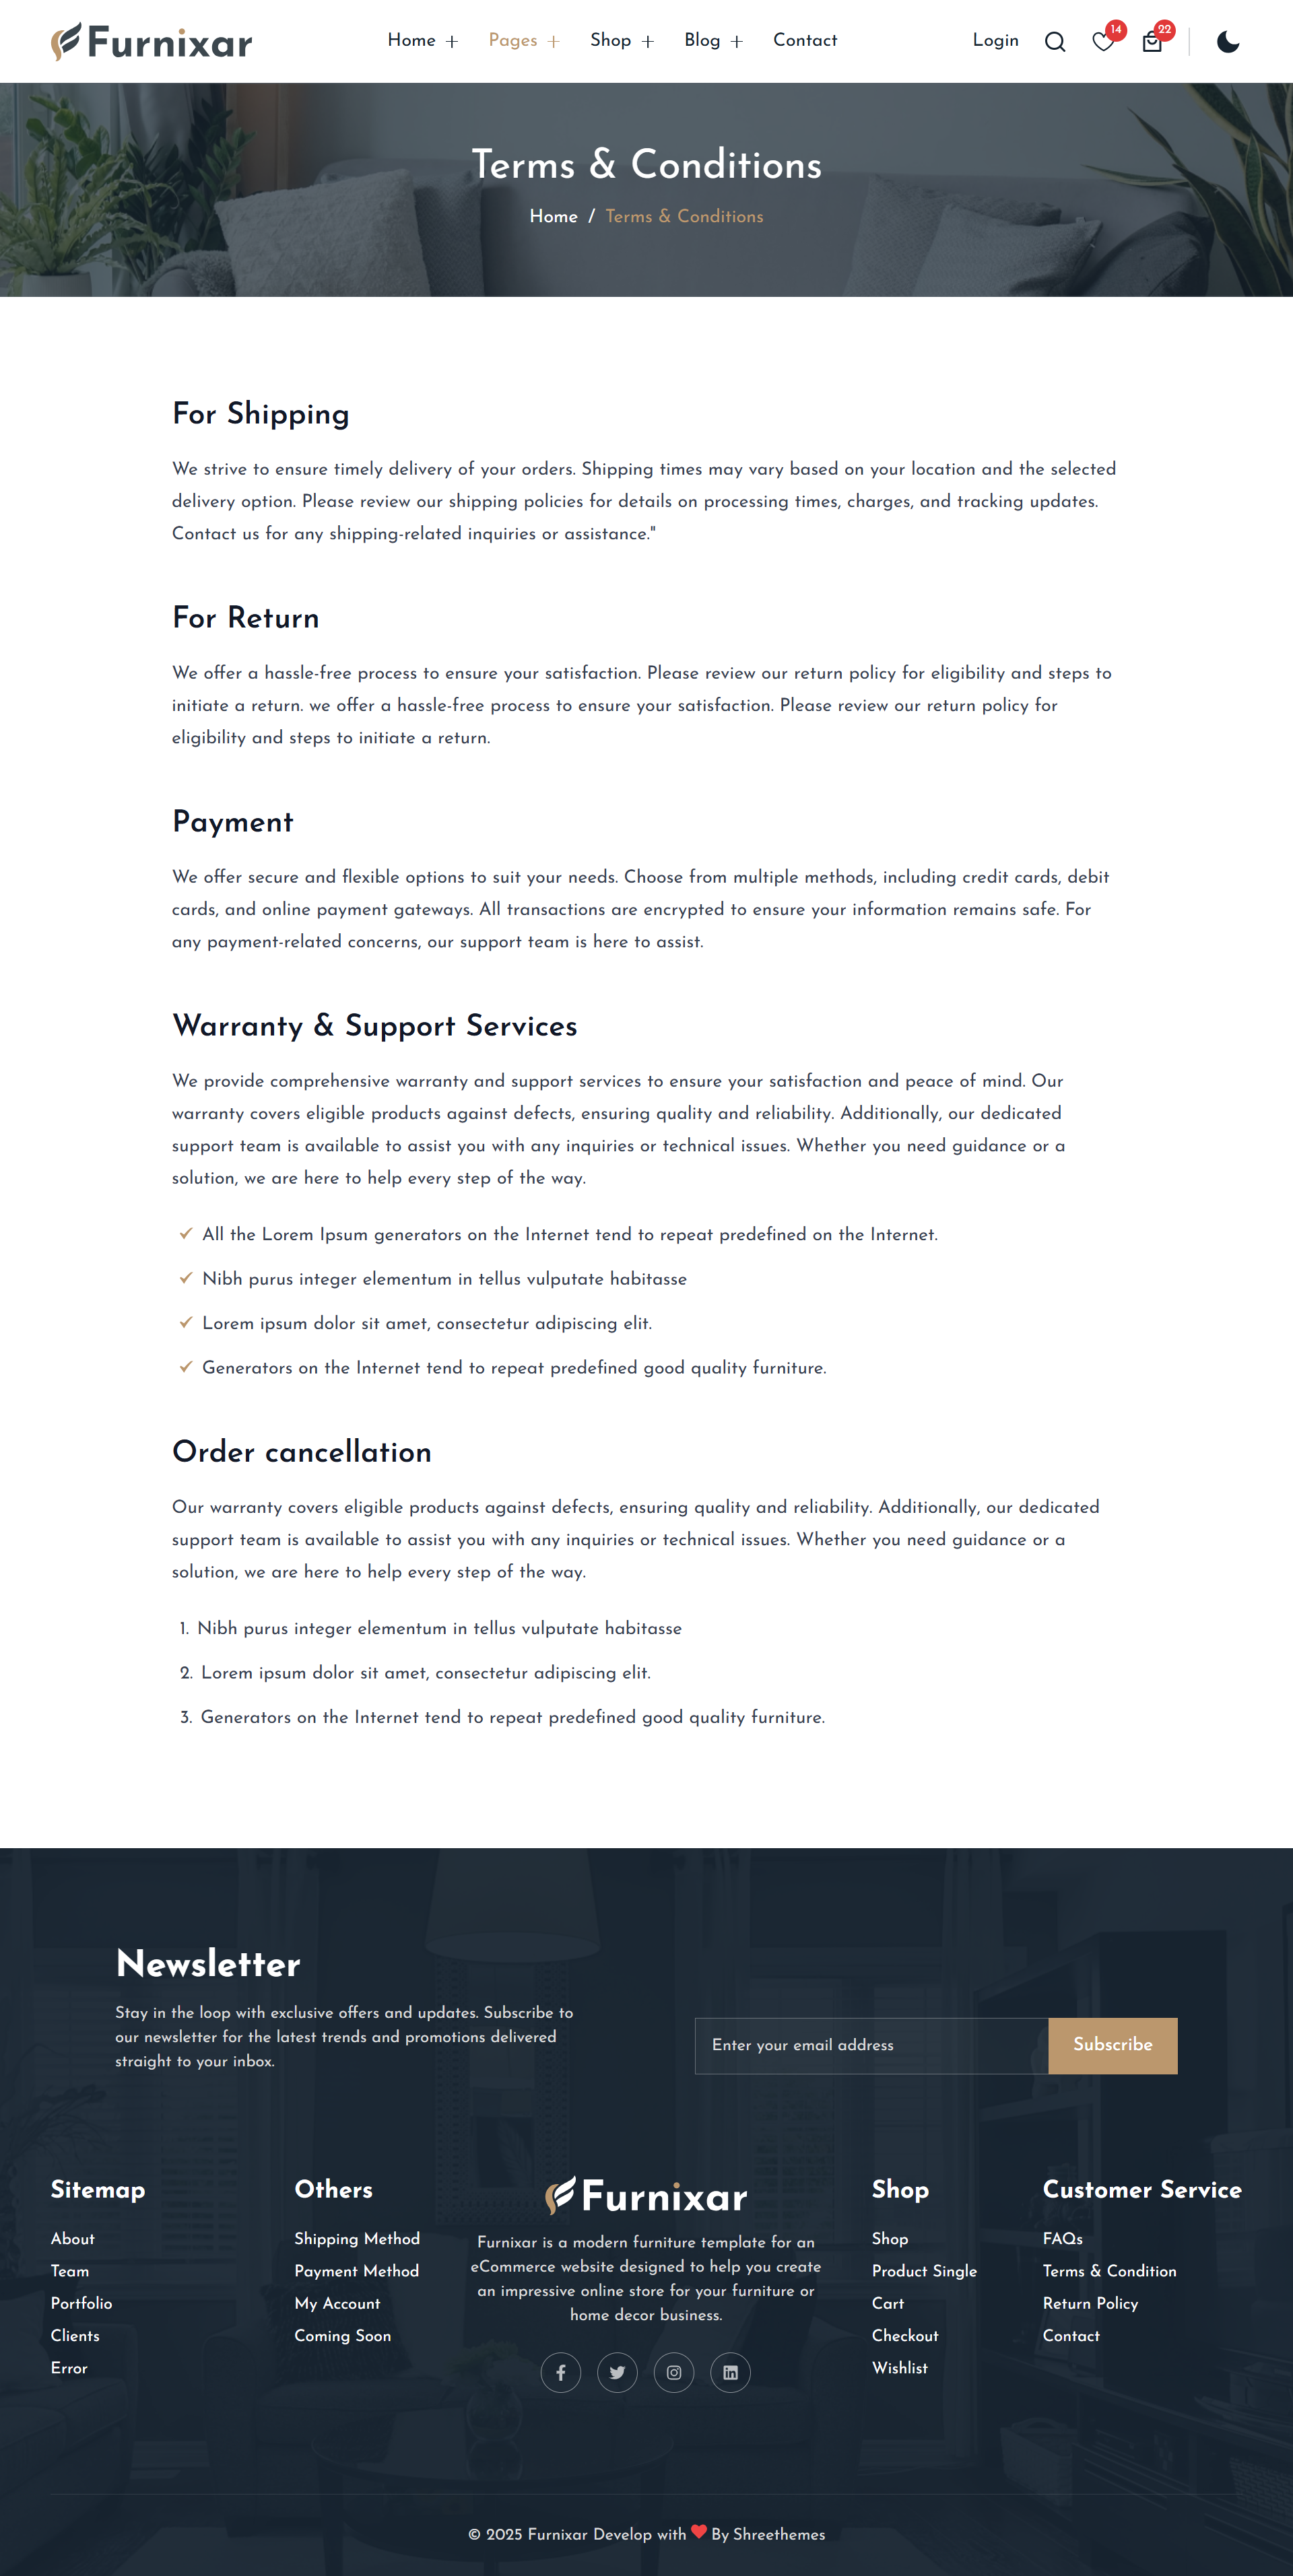 Furnixar
Home Pages Shop Blog Contact
Login 14 22
Terms & Conditions
Home / Terms & Conditions
For Shipping
We strive to ensure timely delivery of your orders. Shipping times may vary based on your location and the selected
delivery option. Please review our shipping policies for details on processing times, charges, and tracking updates.
Contact us for any shipping-related inquiries or assistance."
For Return
We offer a hassle-free process to ensure your satisfaction. Please review our return policy for eligibility and steps to
initiate a return. we offer a hassle-free process to ensure your satisfaction. Please review our return policy for
eligibility and steps to initiate a return.
Payment
We offer secure and flexible options to suit your needs. Choose from multiple methods, including credit cards, debit
cards, and online payment gateways. All transactions are encrypted to ensure your information remains safe. For
any payment-related concerns, our support team is here to assist.
Warranty & Support Services
We provide comprehensive warranty and support services to ensure your satisfaction and peace of mind. Our
warranty covers eligible products against defects, ensuring quality and reliability. Additionally, our dedicated
support team is available to assist you with any inquiries or technical issues. Whether you need guidance or a
solution, we are here to help every step of the way.
All the Lorem Ipsum generators on the Internet tend to repeat predefined on the Internet.
Nibh purus integer elementum in tellus vulputate habitasse
Lorem ipsum dolor sit amet, consectetur adipiscing elit.
Generators on the Internet tend to repeat predefined good quality furniture.
Order cancellation
Our warranty covers eligible products against defects, ensuring quality and reliability. Additionally, our dedicated
support team is available to assist you with any inquiries or technical issues. Whether you need guidance or a
solution, we are here to help every step of the way.
1. Nibh purus integer elementum in tellus vulputate habitasse
2. Lorem ipsum dolor sit amet, consectetur adipiscing elit.
3. Generators on the Internet tend to repeat predefined good quality furniture.
Newsletter
Stay in the loop with exclusive offers and updates. Subscribe to
our newsletter for the latest trends and promotions delivered
straight to your inbox.
Enter your email address
Subscribe
Sitemap
About
Team
Portfolio
Clients
Error
Others
Shipping Method
Payment Method
My Account
Coming Soon
Furnixar
Furnixar is a modern furniture template for an
eCommerce website designed to help you create
an impressive online store for your furniture or
home decor business.
Shop
Shop
Product Single
Cart
Checkout
Wishlist
Customer Service
FAQs
Terms & Condition
Return Policy
Contact
© 2025 Furnixar Develop with ❤ By Shreethemes